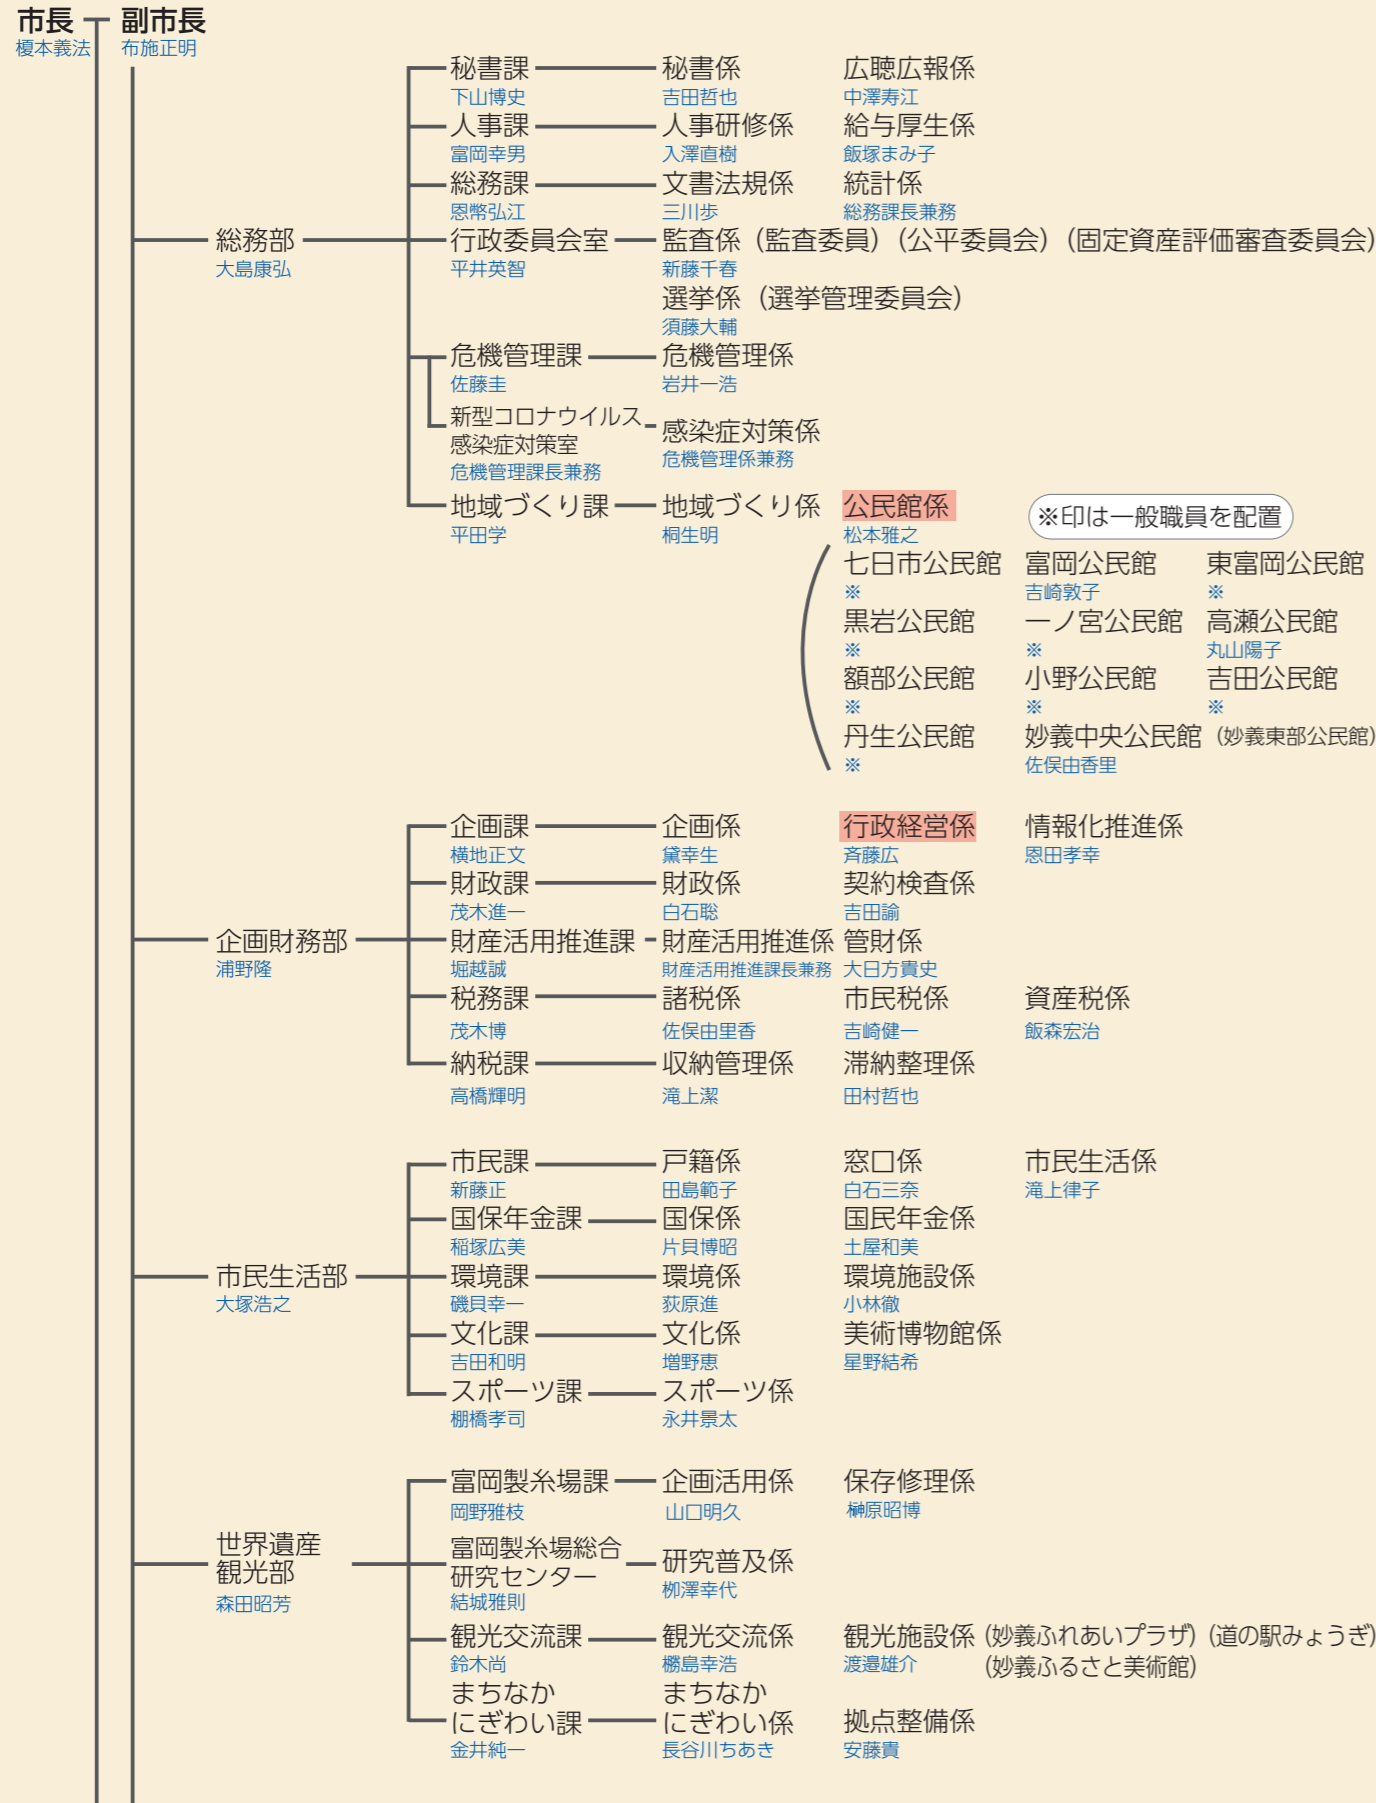 市長 副市長
榎本義法 布施正明
秘書課 秘書係 広聴広報係
下山博史 吉田哲也 中澤寿江
人事課 人事研修係 給与厚生係
富岡幸男 入澤直樹 飯塚まみ子
総務課 文書法規係 統計係
恩幣弘江 三川歩 総務課長兼務
総務部 行政委員会室 監査係（監査委員）（公平委員会）（固定資産評価審査委員会）
大島康弘 平井英智 新藤千春
選挙係（選挙管理委員会）
須藤大輔
危機管理課 危機管理係
佐藤圭 岩井一浩
新型コロナウイルス
感染症対策室 感染症対策係
危機管理課長兼務 危機管理係兼務
地域づくり課 地域づくり係 公民館係 ※印は一般職員を配置
平田学 桐生明 松本雅之
七日市公民館 富岡公民館 東富岡公民館
※ 吉崎敦子 ※
黒岩公民館 一ノ宮公民館 高瀬公民館
※ ※ 丸山陽子
額部公民館 小野公民館 吉田公民館
※ ※ ※
丹生公民館 妙義中央公民館（妙義東部公民館）
※ 佐俣由香里
企画課 企画係 行政経営係 情報化推進係
横地正文 黛幸生 斉藤広 恩田孝幸
財政課 財政係 契約検査係
茂木進一 白石聡 吉田諭
企画財務部 財産活用推進課 財産活用推進係 管財係
浦野隆 堀越誠 財産活用推進課長兼務 大日方貴史
税務課 諸税係 市民税係 資産税係
茂木博 佐俣由里香 吉崎健一 飯森宏治
納税課 収納管理係 滞納整理係
高橋輝明 滝上潔 田村哲也
市民課 戸籍係 窓口係 市民生活係
新藤正 田島範子 白石三奈 滝上律子
国保年金課 国保係 国民年金係
稲塚広美 片貝博昭 土屋和美
市民生活部 環境課 環境係 環境施設係
大塚浩之 磯貝幸一 荻原進 小林徹
文化課 文化係 美術博物館係
吉田和明 増野恵 星野結希
スポーツ課 スポーツ係
棚橋孝司 永井景太
富岡製糸場課 企画活用係 保存修理係
岡野雅枝 山口明久 榊原昭博
世界遺産
観光部
森田昭芳
富岡製糸場総合
研究センター 研究普及係
結城雅則 栁澤幸代
観光交流課 観光交流係 観光施設係（妙義ふれあいプラザ）（道の駅みょうぎ）
鈴木尚 櫤島幸浩 渡邉雄介 （妙義ふるさと美術館）
まちなか まちなか
にぎわい課 にぎわい係 拠点整備係
金井純一 長谷川ちあき 安藤貴